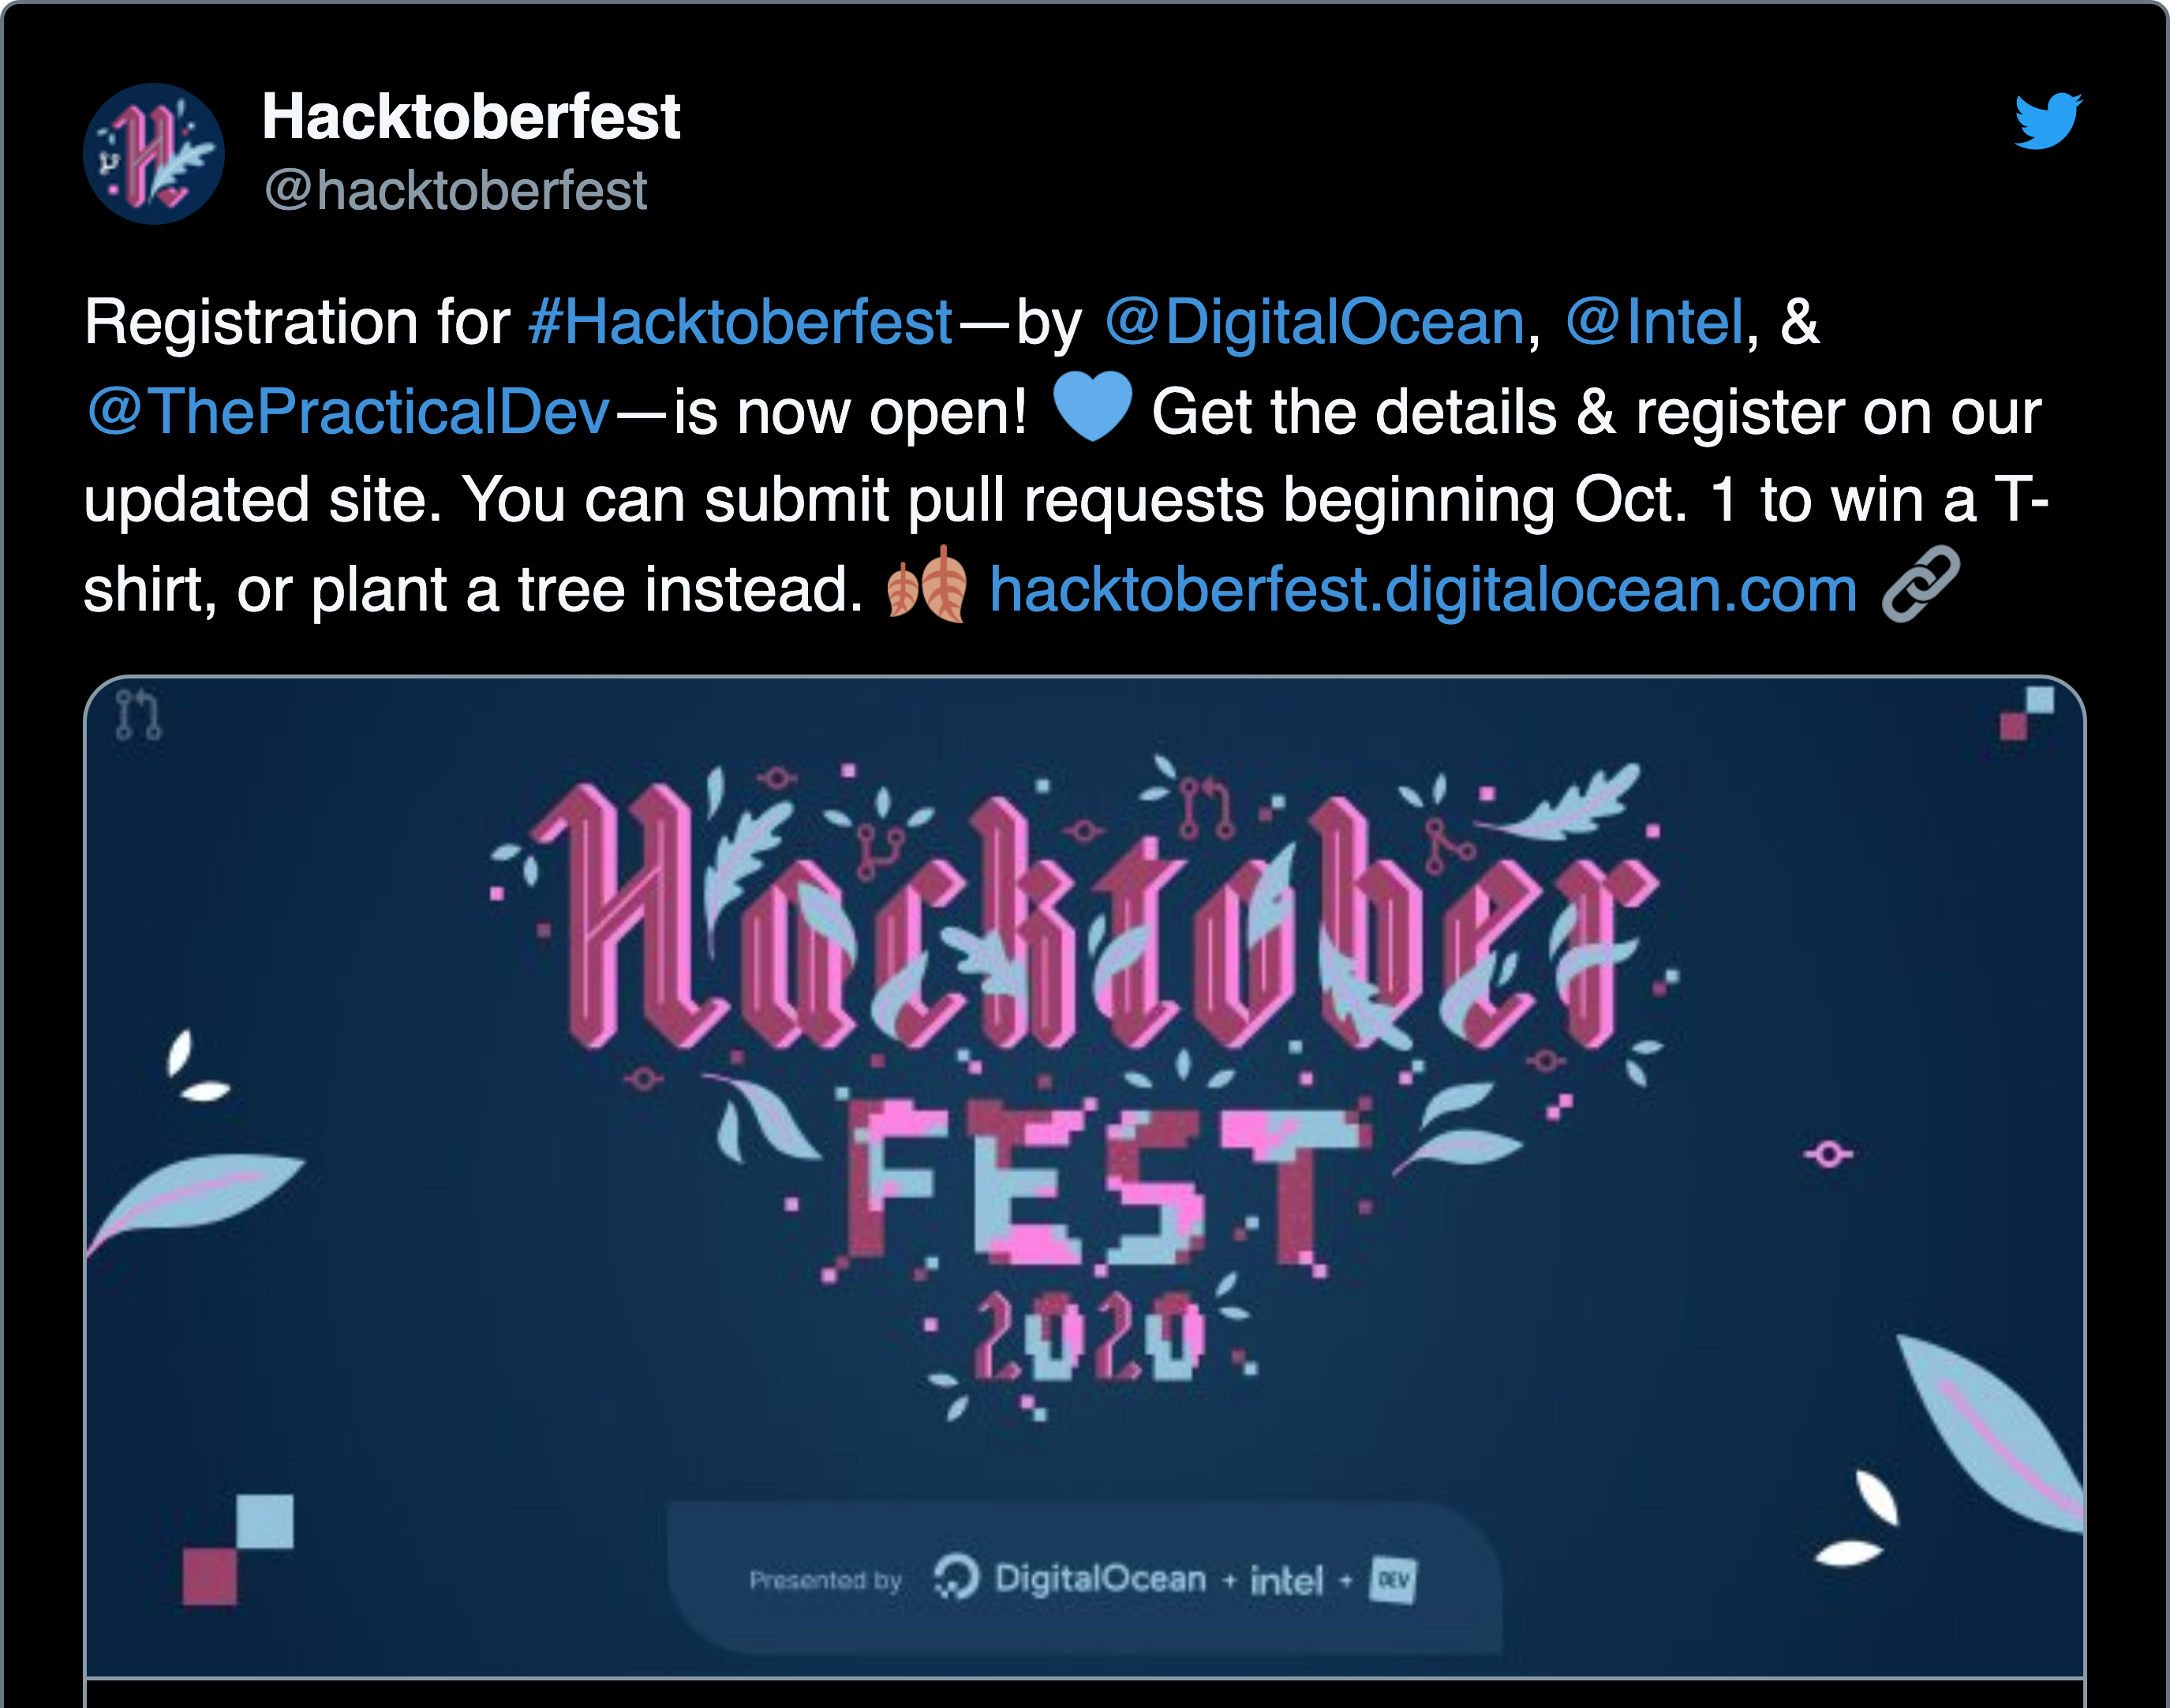 Hacktoberfest
@hacktoberfest
Registration for #Hacktoberfest—by @DigitalOcean, @Intel, &
@ThePracticalDev—is now open! 💙 Get the details & register on our
updated site. You can submit pull requests beginning Oct. 1 to win a T-
shirt, or plant a tree instead. 🍂 hacktoberfest.digitalocean.com 🔗
Hacktober
FEST
2020
Presented by DigitalOcean + intel + DEV